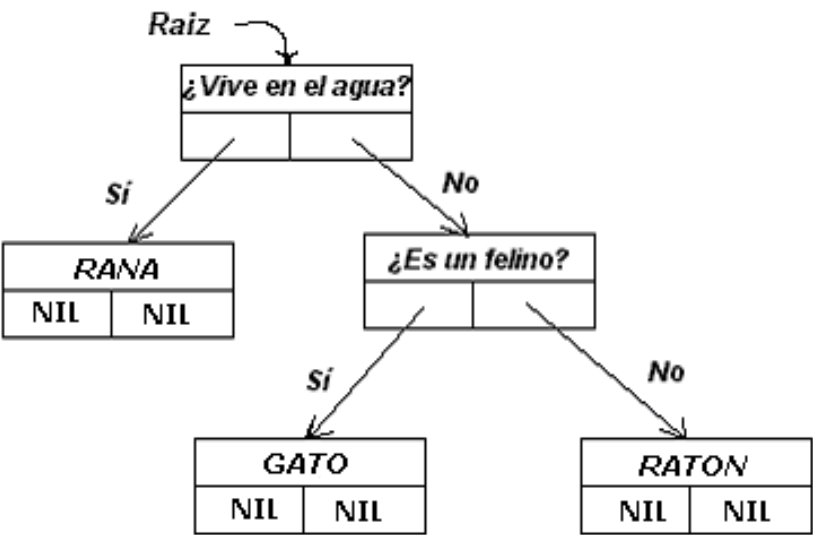 Raiz
¿Vive en el agua?
Sí
No
RANA
NIL NIL
¿Es un felino?
Sí
No
GATO
NIL NIL
RATON
NIL NIL